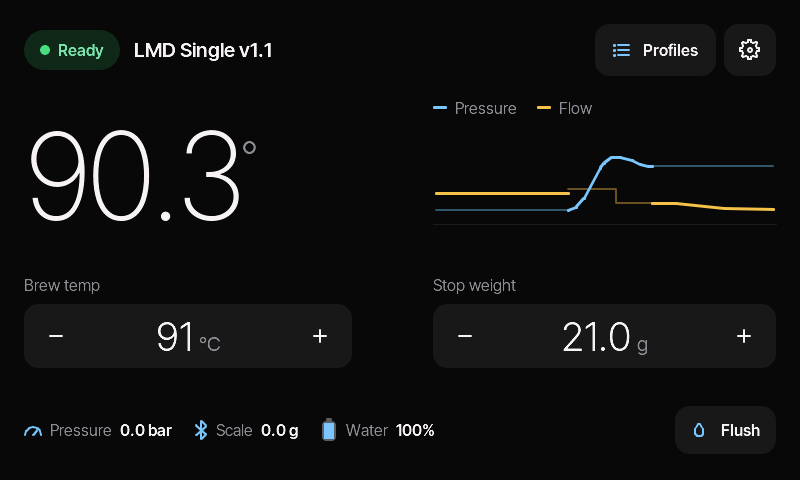 Ready
LMD Single v1.1
Profiles
Pressure
Flow
90.3°
Brew temp
Stop weight
− 91 °C +
− 21.0 g +
Pressure 0.0 bar
Scale 0.0 g
Water 100%
Flush